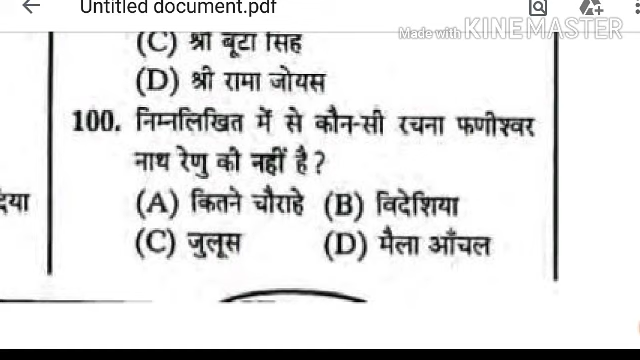 Untitled document.pdf
Made with KINEMASTER
(C) श्री बूटा सिंह
(D) श्री रामा जोयस
100. निम्नलिखित में से कौन-सी रचना फणीश्वर
नाथ रेणु की नहीं है ?
(A) कितने चौराहे (B) विदेशिया
(C) जुलूस (D) मैला आँचल